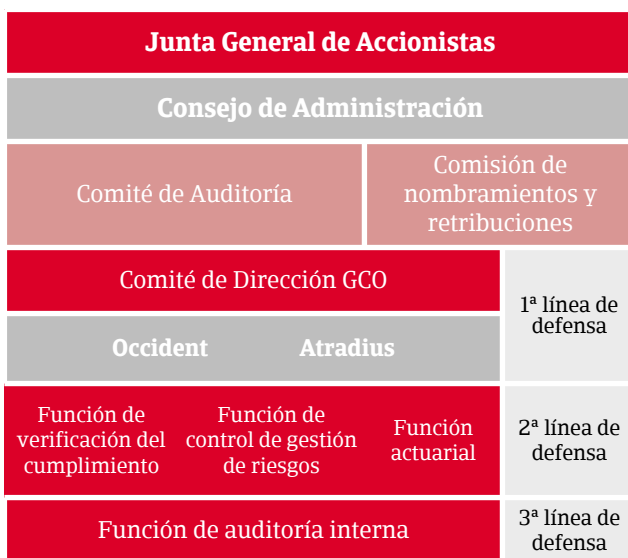 Junta General de Accionistas
Consejo de Administración
Comité de Auditoría
Comisión de
nombramientos y
retribuciones
Comité de Dirección GCO
1ª línea de
defensa
Occident
Atradius
Función de
verificación del
cumplimiento
Función de
control de gestión
de riesgos
Función
actuarial
2ª línea de
defensa
Función de auditoría interna
3ª línea de
defensa